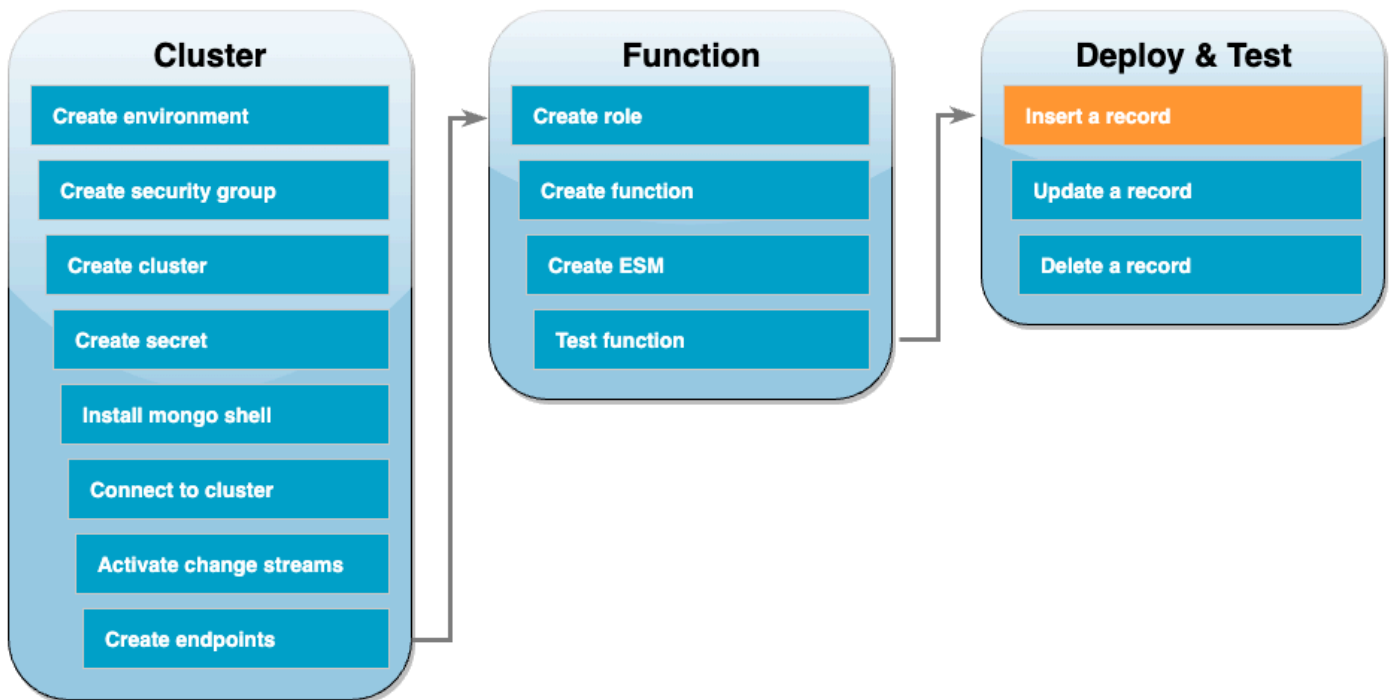 Cluster
Create environment
Create security group
Create cluster
Create secret
Install mongo shell
Connect to cluster
Activate change streams
Create endpoints
Function
Create role
Create function
Create ESM
Test function
Deploy & Test
Insert a record
Update a record
Delete a record